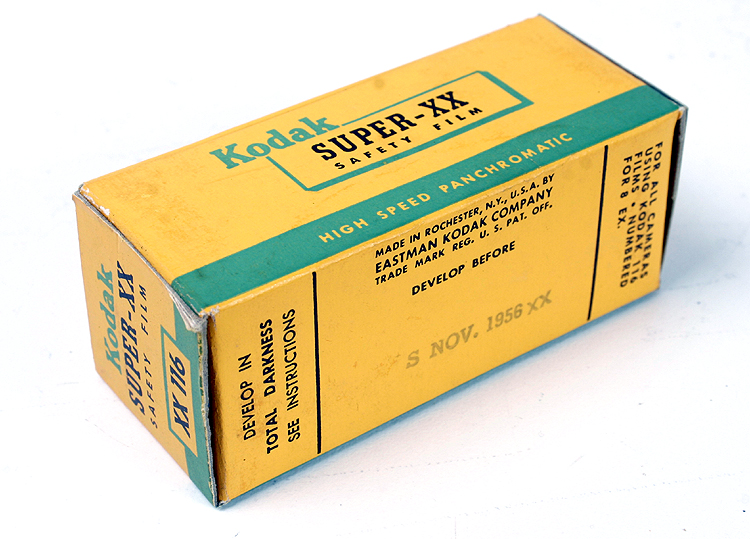 Kodak
SUPER-XX
SAFETY FILM
HIGH SPEED PANCHROMATIC
MADE IN ROCHESTER, N.Y., U.S.A. BY
EASTMAN KODAK COMPANY
TRADE MARK REG. U. S. PAT. OFF.
DEVELOP BEFORE
S NOV. 1956 XX
FOR ALL CAMERAS
USING KODAK 116
FILMS • NUMBERED
FOR 8 EX.
DEVELOP IN
TOTAL DARKNESS
SEE INSTRUCTIONS
Kodak
SUPER-XX
SAFETY FILM
XX 116